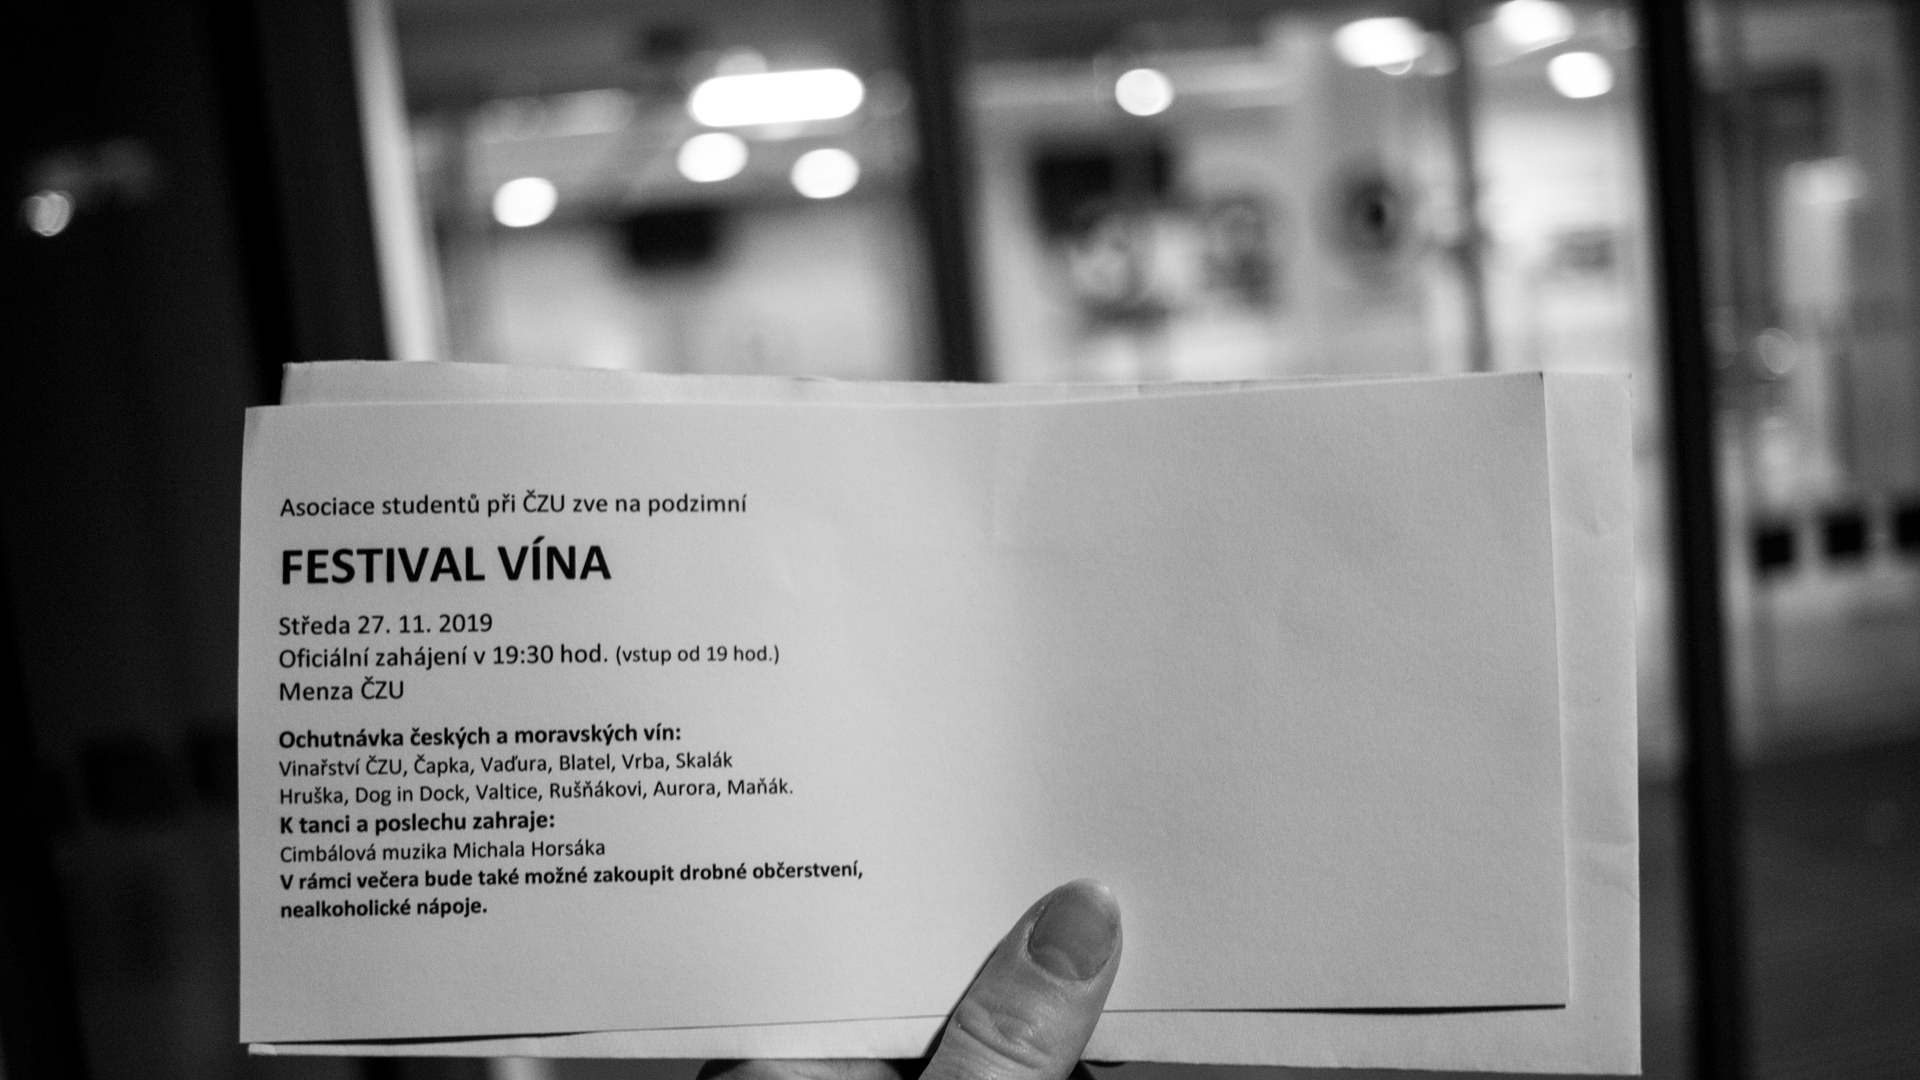 Asociace studentů při ČZU zve na podzimní
FESTIVAL VÍNA
Středa 27. 11. 2019
Oficiální zahájení v 19:30 hod. (vstup od 19 hod.)
Menza ČZU
Ochutnávka českých a moravských vín:
Vinařství ČZU, Čapka, Vaďura, Blatel, Vrba, Skalák
Hruška, Dog in Dock, Valtice, Rušňákovi, Aurora, Maňák.
K tanci a poslechu zahraje:
Cimbálová muzika Michala Horsáka
V rámci večera bude také možné zakoupit drobné občerstvení,
nealkoholické nápoje.